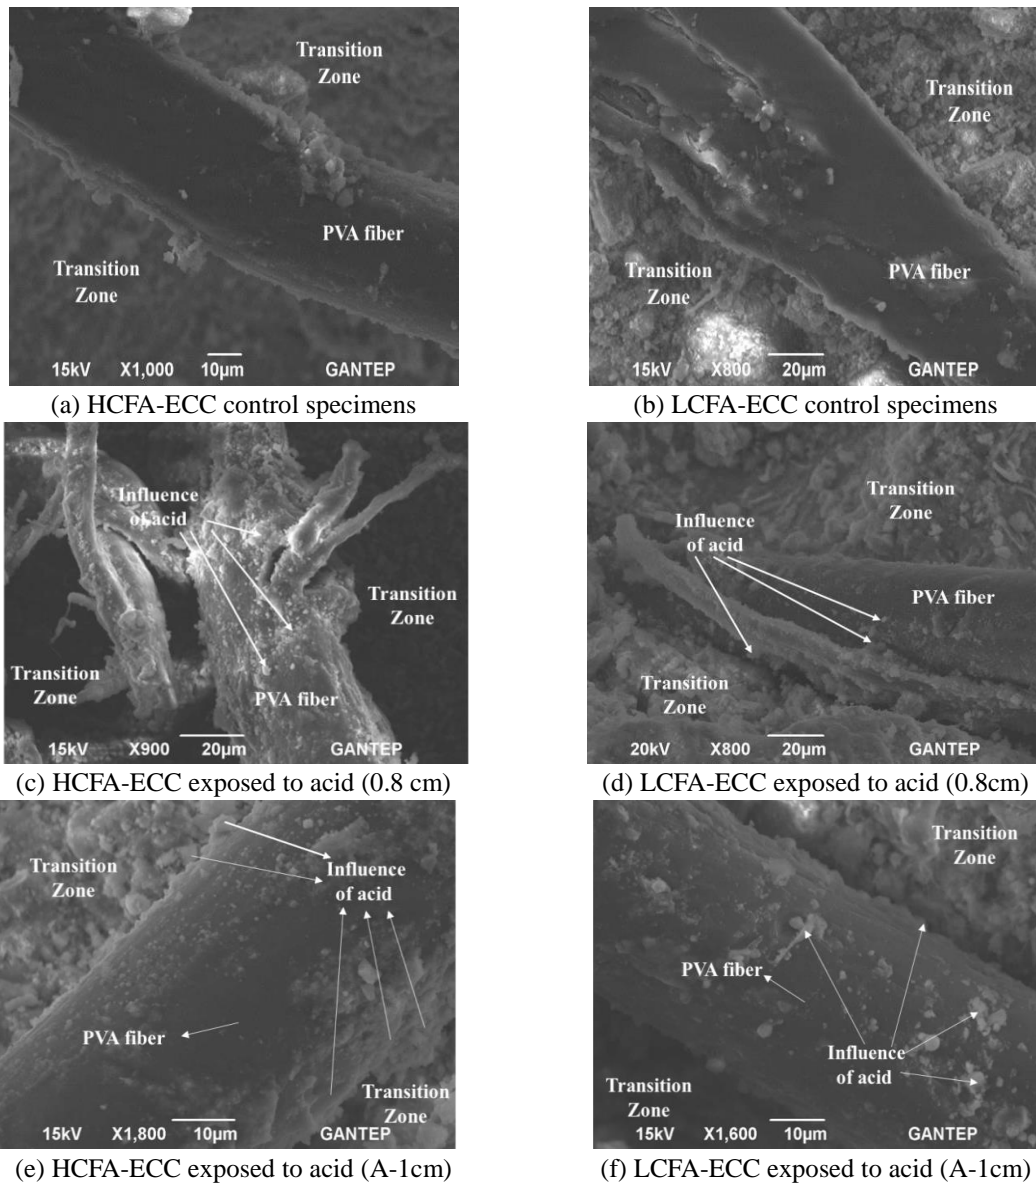 Transition
Zone
PVA fiber
Transition
Zone
15kV X1,000 10µm GANTEP
(a) HCFA-ECC control specimens
Transition
Zone
Transition
Zone
PVA fiber
15kV X800 20µm GANTEP
(b) LCFA-ECC control specimens
Influence
of acid
Transition
Zone
Transition
Zone
PVA fiber
15kV X900 20µm GANTEP
(c) HCFA-ECC exposed to acid (0.8 cm)
Transition
Zone
Influence
of acid
PVA fiber
Transition
Zone
20kV X800 20µm GANTEP
(d) LCFA-ECC exposed to acid (0.8cm)
Transition
Zone
Influence
of acid
PVA fiber
Transition
Zone
15kV X1,800 10µm GANTEP
(e) HCFA-ECC exposed to acid (A-1cm)
Transition
Zone
PVA fiber
Influence
of acid
Transition
Zone
15kV X1,600 10µm GANTEP
(f) LCFA-ECC exposed to acid (A-1cm)